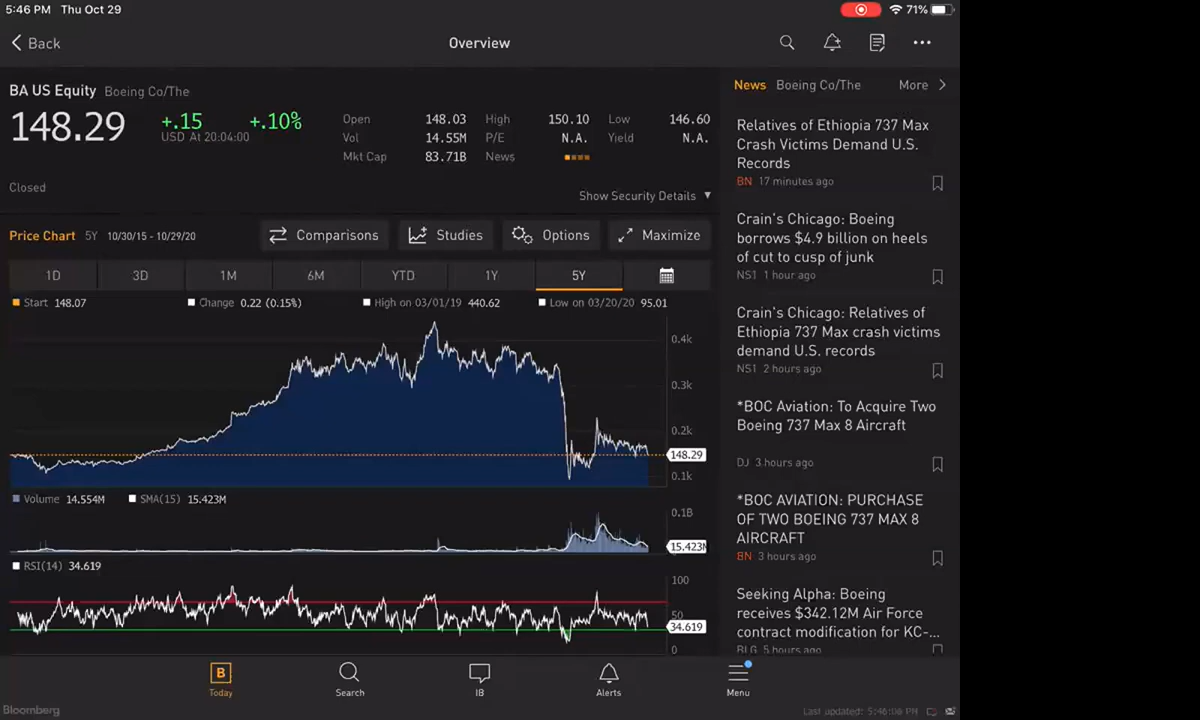 5:46 PM Thu Oct 29
71%
Back
Overview
BA US Equity Boeing Co/The
148.29
+.15 +.10%
USD At 20:04:00
Open 148.03 High 150.10 Low 146.60
Vol 14.55M P/E N.A. Yield N.A.
Mkt Cap 83.71B News
Closed
Show Security Details
Price Chart 5Y 10/30/15 - 10/29/20
Comparisons Studies Options Maximize
1D 3D 1M 6M YTD 1Y 5Y
Start 148.07 Change 0.22 (0.15%) High on 03/01/19 440.62 Low on 03/20/20 95.01
0.4k
0.3k
0.2k
148.29
0.1k
Volume 14.554M SMA(15) 15.423M
0.1B
15.423M
RSI(14) 34.619
100
50
34.619
0
News Boeing Co/The More
Relatives of Ethiopia 737 Max
Crash Victims Demand U.S.
Records
BN 17 minutes ago
Crain's Chicago: Boeing
borrows $4.9 billion on heels
of cut to cusp of junk
NS1 1 hour ago
Crain's Chicago: Relatives of
Ethiopia 737 Max crash victims
demand U.S. records
NS1 2 hours ago
*BOC Aviation: To Acquire Two
Boeing 737 Max 8 Aircraft
DJ 3 hours ago
*BOC AVIATION: PURCHASE
OF TWO BOEING 737 MAX 8
AIRCRAFT
BN 3 hours ago
Seeking Alpha: Boeing
receives $342.12M Air Force
contract modification for KC-...
BLG 5 hours ago
B
Today Search IB Alerts Menu
Bloomberg
Last updated: 5:46:06 PM